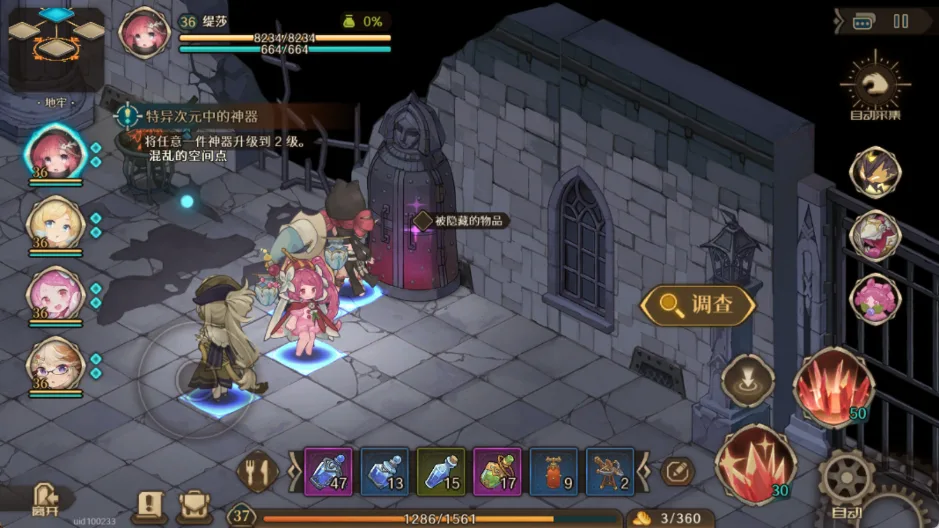 36 缇莎
0%
8234/8234
664/664
· 地牢 ·
特异次元中的神器
将任意一件神器升级到 2 级。
混乱的空间点
自动采集
36
36
36
36
被隐藏的物品
调查
50
30
47
13
15
17
9
2
离开
uid100233
37
1286/1561
3/360
自动